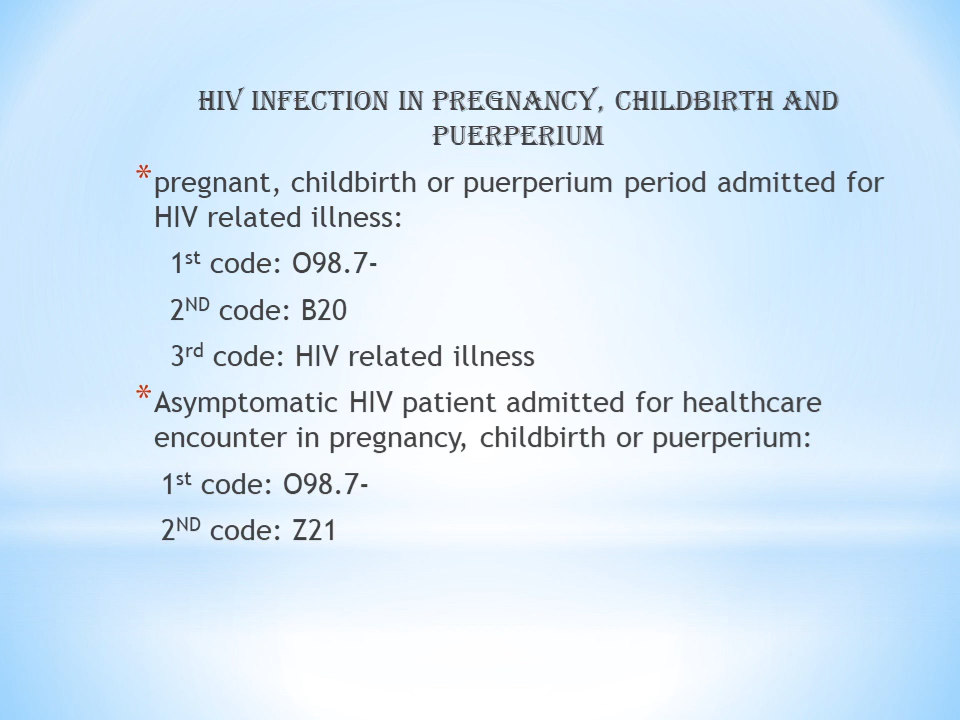 HIV INFECTION IN PREGNANCY, CHILDBIRTH AND
PUERPERIUM
* pregnant, childbirth or puerperium period admitted for
HIV related illness:
1st code: O98.7-
2ND code: B20
3rd code: HIV related illness
* Asymptomatic HIV patient admitted for healthcare
encounter in pregnancy, childbirth or puerperium:
1st code: O98.7-
2ND code: Z21